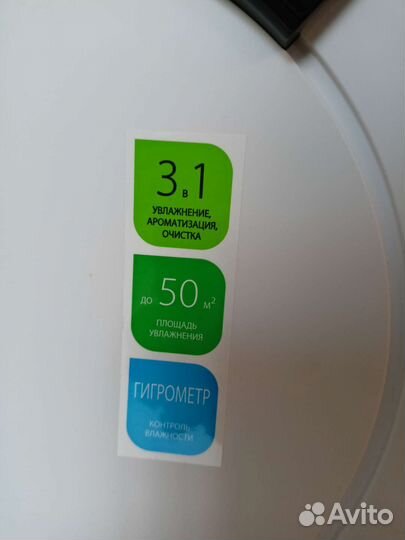 3 в 1
УВЛАЖНЕНИЕ,
АРОМАТИЗАЦИЯ,
ОЧИСТКА
до 50 м²
ПЛОЩАДЬ
УВЛАЖНЕНИЯ
ГИГРОМЕТР
КОНТРОЛЬ
ВЛАЖНОСТИ
Avito